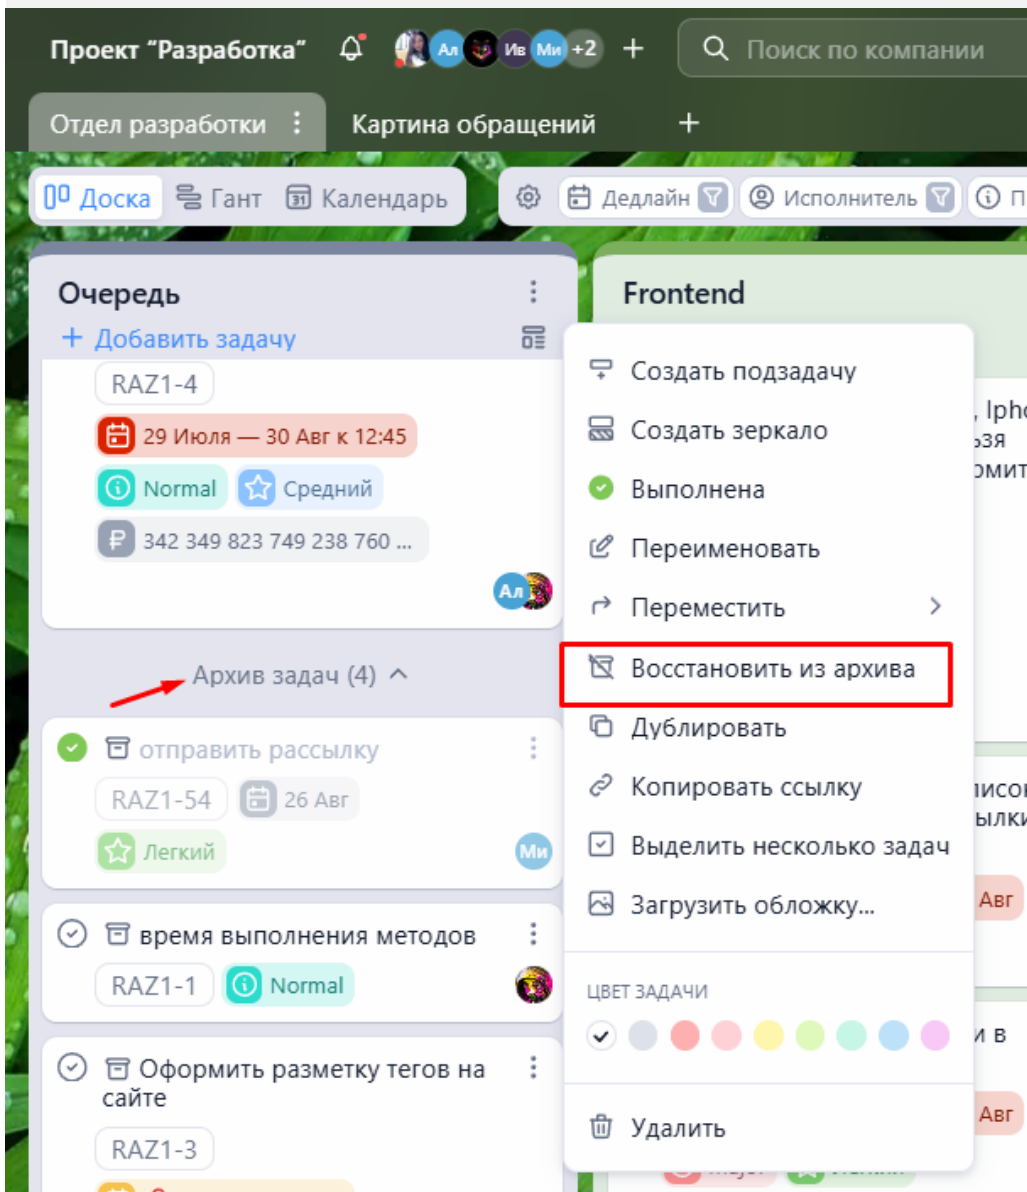 Проект “Разработка”
Ал
Ив
Ми
+2
Поиск по компании
Отдел разработки
Картина обращений
Доска
Гант
31
Календарь
Дедлайн
Исполнитель
П
Очередь
Frontend
+ Добавить задачу
RAZ1-4
29 Июля — 30 Авг к 12:45
Normal
Средний
342 349 823 749 238 760 ...
Ал
Архив задач (4)
отправить рассылку
RAZ1-54
26 Авг
Легкий
Ми
время выполнения методов
RAZ1-1
Normal
Оформить разметку тегов на
сайте
RAZ1-3
Создать подзадачу
Создать зеркало
Выполнена
Переименовать
Переместить
Восстановить из архива
Дублировать
Копировать ссылку
Выделить несколько задач
Загрузить обложку...
ЦВЕТ ЗАДАЧИ
Удалить
Авг
и в
Авг